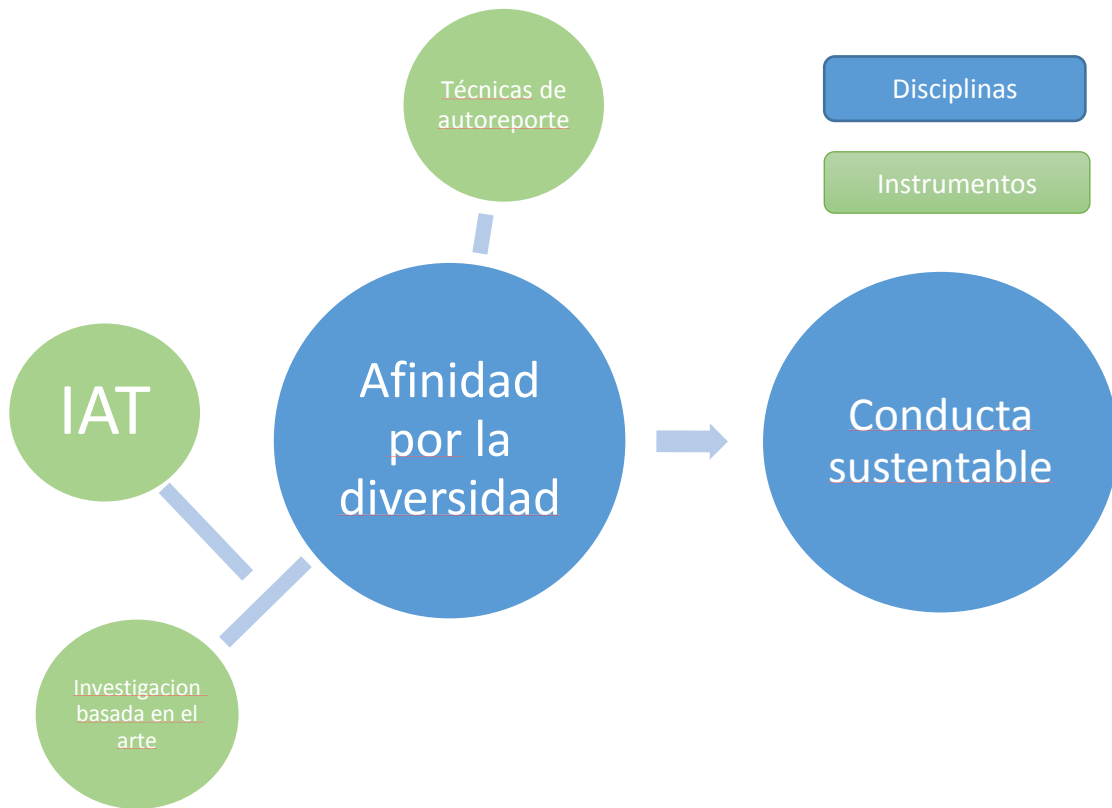 Técnicas de
autoreporte
Disciplinas
Instrumentos
IAT
Afinidad
por la
diversidad
Conducta
sustentable
Investigacion
basada en el
arte